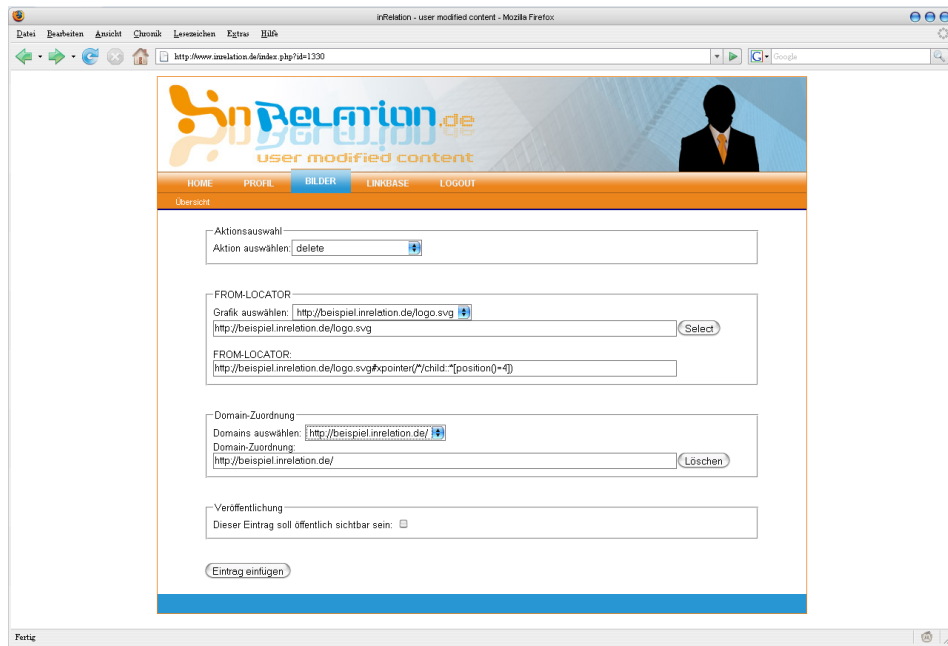 inRelation - user modified content - Mozilla Firefox
Datei Bearbeiten Ansicht Chronik Lesezeichen Extras Hilfe
http://www.inrelation.de/index.php?id=1330
Google
inRelation.de
user modified content
HOME PROFIL BILDER LINKBASE LOGOUT
Übersicht
Aktionsauswahl
Aktion auswählen: delete
FROM-LOCATOR
Grafik auswählen: http://beispiel.inrelation.de/logo.svg
http://beispiel.inrelation.de/logo.svg Select
FROM-LOCATOR:
http://beispiel.inrelation.de/logo.svg#xpointer(/*/child::*[position()=4])
Domain-Zuordnung
Domains auswählen: http://beispiel.inrelation.de/
Domain-Zuordnung:
http://beispiel.inrelation.de/ Löschen
Veröffentlichung
Dieser Eintrag soll öffentlich sichtbar sein:
Eintrag einfügen
Fertig